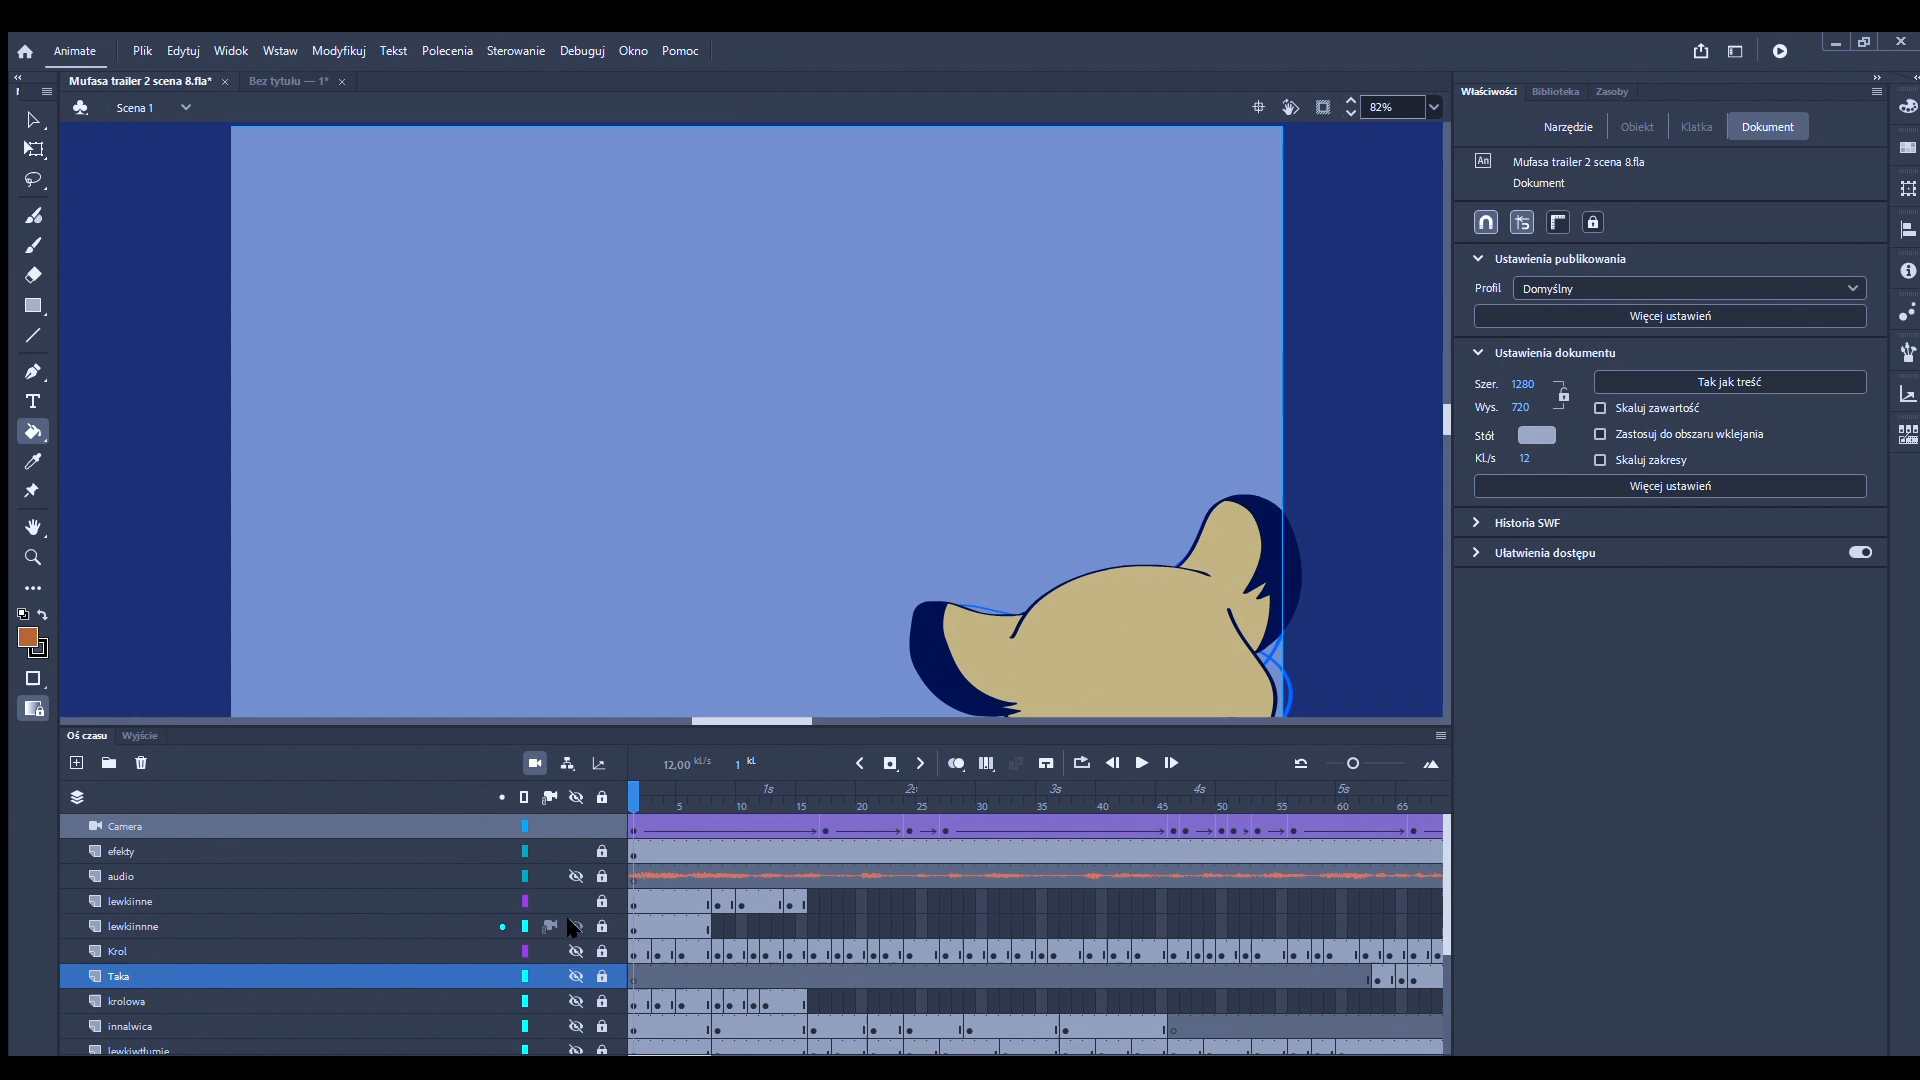 Animate Plik Edytuj Widok Wstaw Modyfikuj Tekst Polecenia Sterowanie Debuguj Okno Pomoc
Mufasa trailer 2 scena 8.fla* Bez tytułu — 1*
Scena 1 82%
Właściwości Biblioteka Zasoby
Narzędzie Obiekt Klatka Dokument
An Mufasa trailer 2 scena 8.fla
Dokument
Ustawienia publikowania
Profil Domyślny
Więcej ustawień
Ustawienia dokumentu
Szer. 1280 Tak jak treść
Wys. 720 Skaluj zawartość
Stół Zastosuj do obszaru wklejania
Kl./s 12 Skaluj zakresy
Więcej ustawień
Historia SWF
Ułatwienia dostępu
Oś czasu Wyjście
12,00 kl./s 1 kl.
1s 2s 3s 4s 5s
5 10 15 20 25 30 35 40 45 50 55 60 65
Camera
efekty
audio
lewkiinne
lewkiinnne
Krol
Taka
krolowa
innalwica
lewkiwtlumie